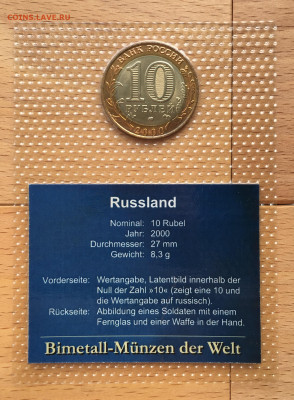 COINS.LAVE.RU
БАНК РОССИИ
10
РУБЛЕЙ
2000
Russland
Nominal: 10 Rubel
Jahr: 2000
Durchmesser: 27 mm
Gewicht: 8,3 g
Vorderseite: Wertangabe, Latentbild innerhalb der
Null der Zahl »10« (zeigt eine 10 und
die Wertangabe auf russisch).
Rückseite: Abbildung eines Soldaten mit einem
Fernglas und einer Waffe in der Hand.
Bimetall-Münzen der Welt